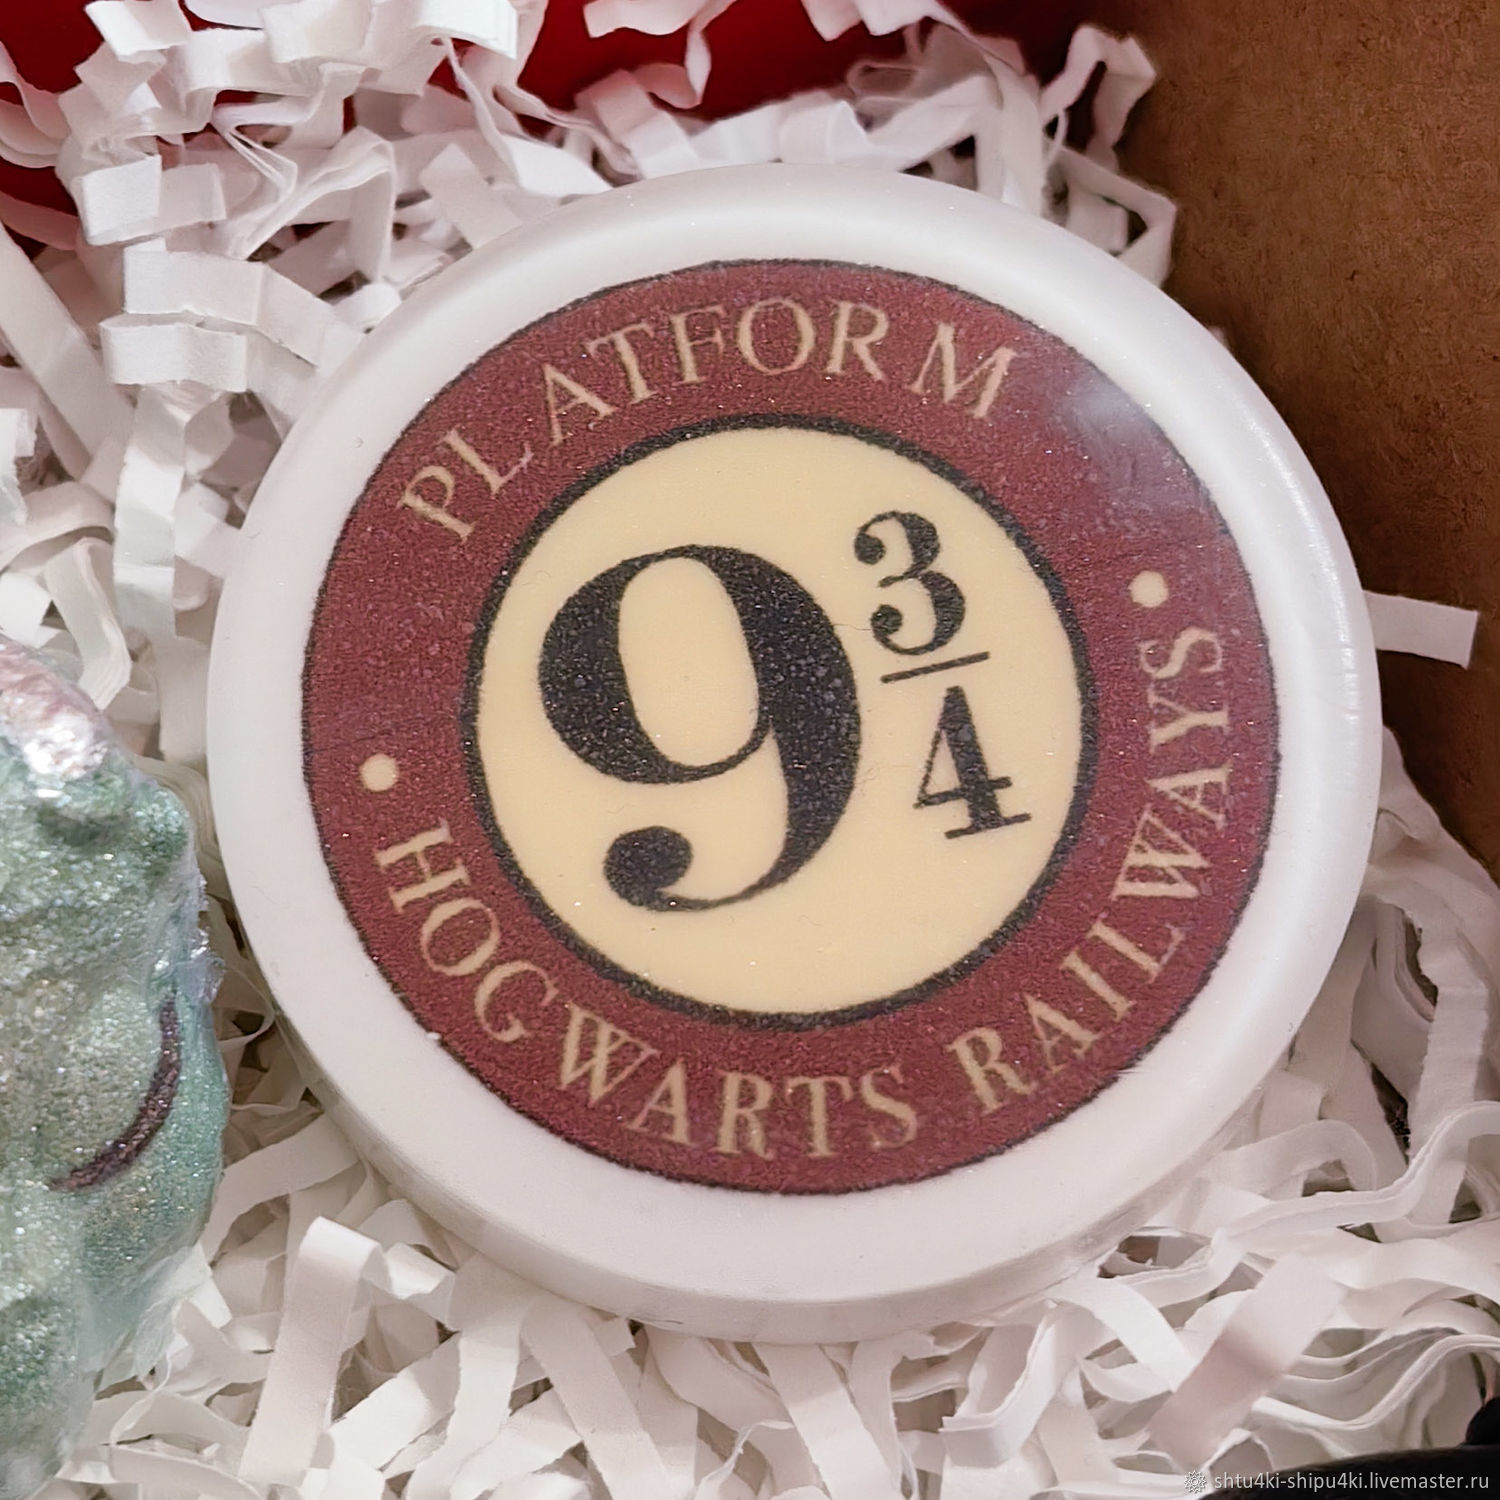 PLATFORM
9 3/4
HOGWARTS RAILWAYS
shtu4ki-shipu4ki.livemaster.ru